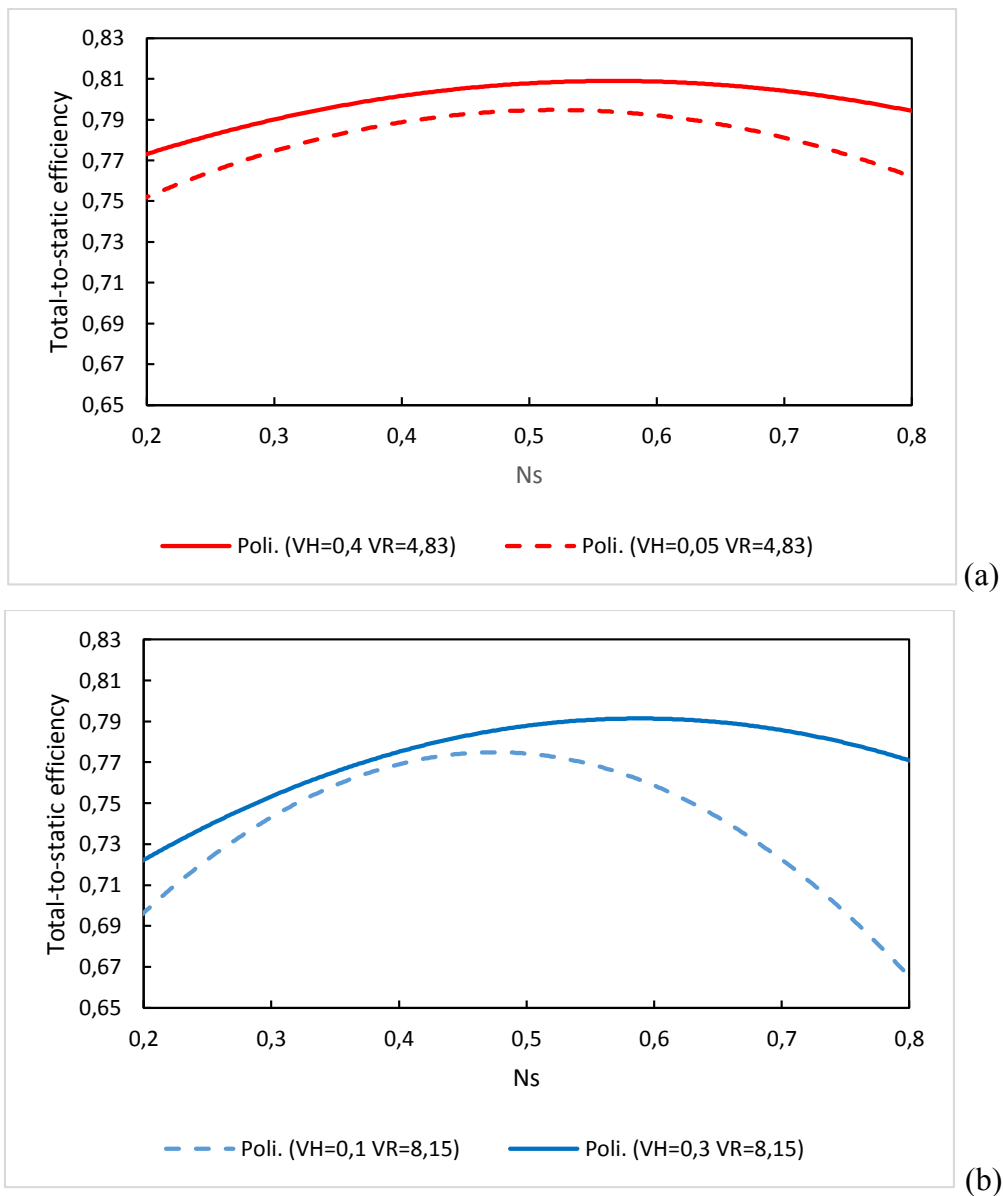 0,83
0,81
0,79
0,77
0,75
0,73
0,71
0,69
0,67
0,65
Total-to-static efficiency
0,2 0,3 0,4 0,5 0,6 0,7 0,8
Ns
Poli. (VH=0,4 VR=4,83) Poli. (VH=0,05 VR=4,83)
(a)
0,83
0,81
0,79
0,77
0,75
0,73
0,71
0,69
0,67
0,65
Total-to-static efficiency
0,2 0,3 0,4 0,5 0,6 0,7 0,8
Ns
Poli. (VH=0,1 VR=8,15) Poli. (VH=0,3 VR=8,15)
(b)